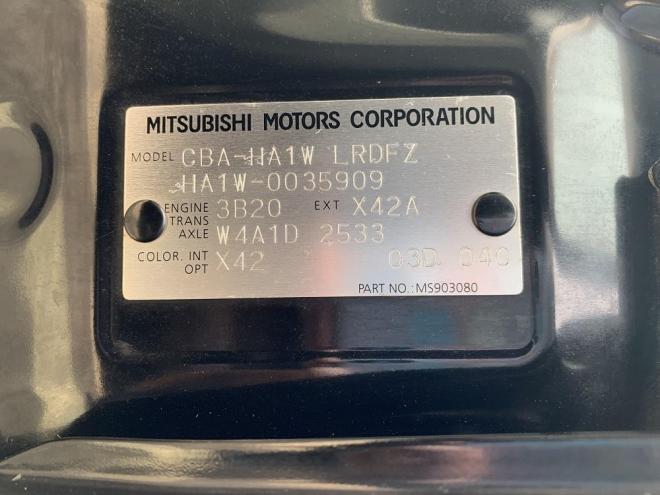 MITSUBISHI MOTORS CORPORATION
MODEL CBA-HA1W LRDFZ
HA1W-0035909
ENGINE 3B20 EXT X42A
TRANS
AXLE W4A1D 2533
COLOR. INT X42 03D 040
OPT
PART NO.:MS903080